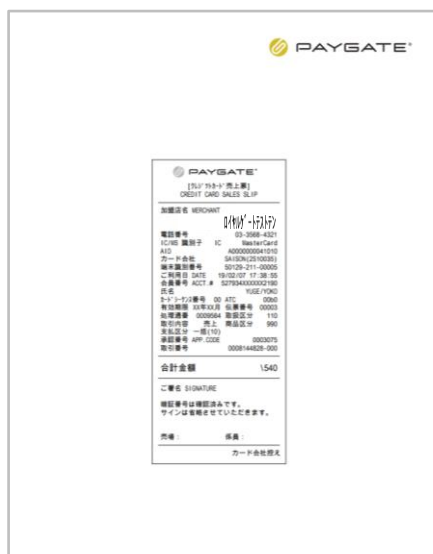 PAYGATE
PAYGATE
[クレジットカード売上票]
CREDIT CARD SALES SLIP
加盟店名 MERCHANT
ロイヤルゲートテストテン
電話番号 03-3988-4321
IC/MS 識別子 IC MasterCard
AID A0000000041010
カード会社 SAISON(2S10035)
端末識別番号 50129-211-00005
ご利用日 DATE 19/02/07 17:38:55
会員番号 ACCT.# 527934XXXXXX2190
氏名 YUGE/YOKO
カードシーケンス番号 00 ATC 00b0
有効期限 XX年XX月 伝票番号 00003
処理通番 0009564 取扱区分 110
取引内容 売上 商品区分 990
支払区分 一括(10)
承認番号 APP.CODE 0003075
取引番号 0008144828-000
合計金額 \540
ご署名 SIGNATURE
暗証番号は確認済みです。
サインは省略させていただきます。
売場: 係員:
カード会社控え